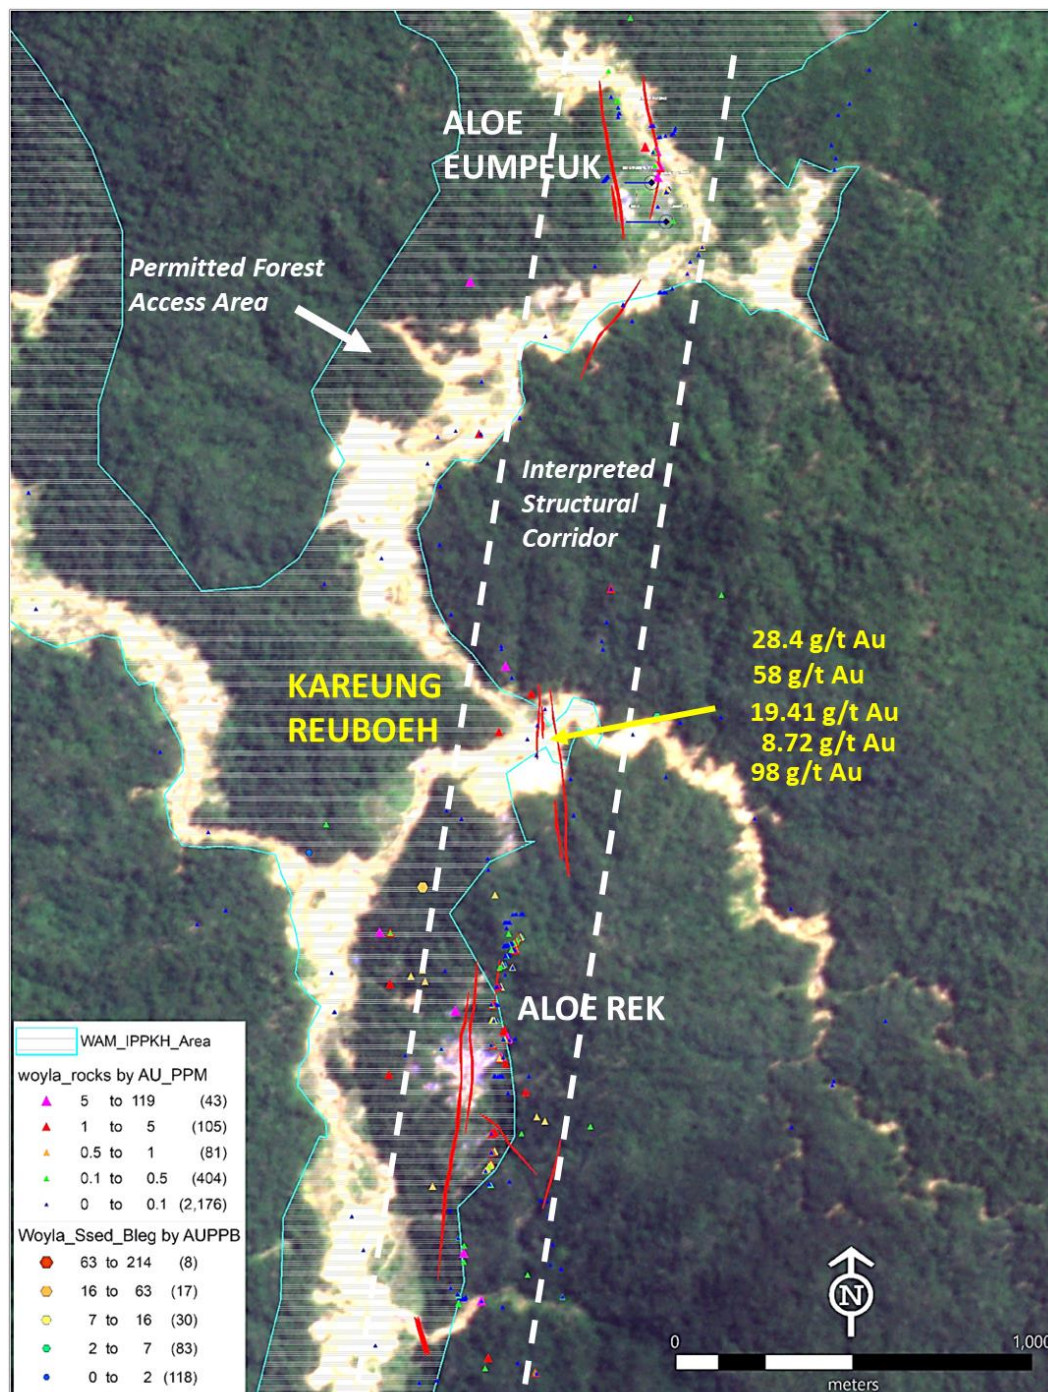 ALOE
EUMPEUK
Permitted Forest
Access Area
Interpreted
Structural
Corridor
28.4 g/t Au
58 g/t Au
19.41 g/t Au
8.72 g/t Au
98 g/t Au
KAREUNG
REUBOEH
ALOE REK
WAM_IPPKH_Area
woyla_rocks by AU_PPM
5 to 119 (43)
1 to 5 (105)
0.5 to 1 (81)
0.1 to 0.5 (404)
0 to 0.1 (2,176)
Woyla_Ssed_Bleg by AUPPB
63 to 214 (8)
16 to 63 (17)
7 to 16 (30)
2 to 7 (83)
0 to 2 (118)
N
0 1,000
meters